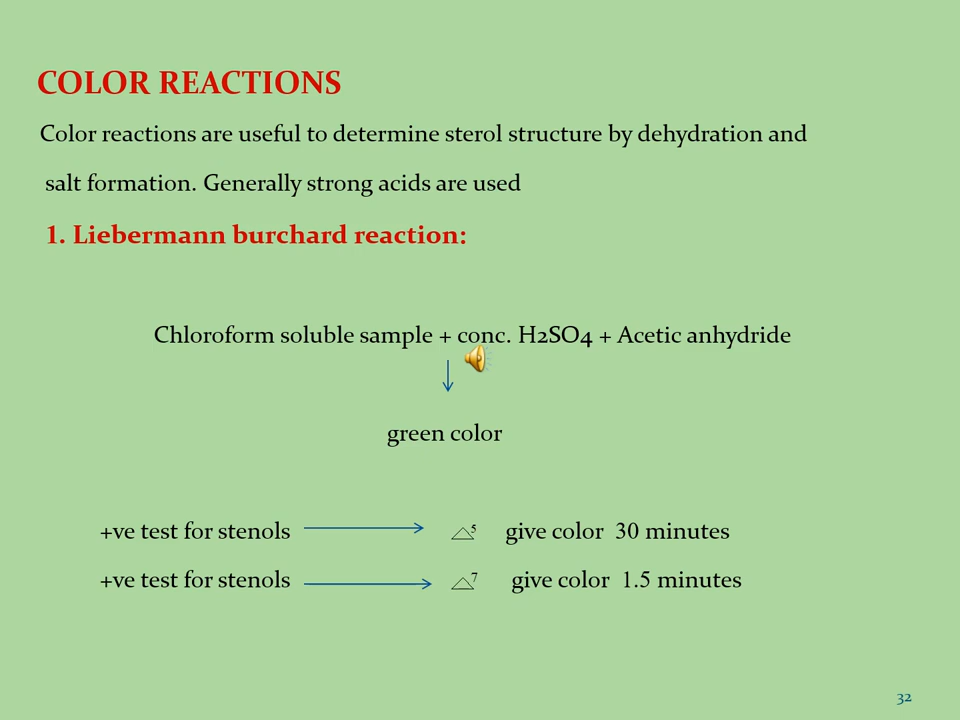 COLOR REACTIONS
Color reactions are useful to determine sterol structure by dehydration and
salt formation. Generally strong acids are used
1. Liebermann burchard reaction:
Chloroform soluble sample + conc. H2SO4 + Acetic anhydride
green color
+ve test for stenols △5 give color 30 minutes
+ve test for stenols △7 give color 1.5 minutes
32